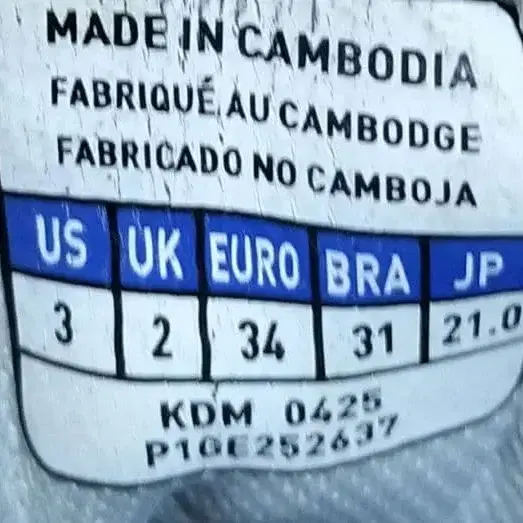 MADE IN CAMBODIA
FABRIQUÉ AU CAMBODGE
FABRICADO NO CAMBOJA
US UK EURO BRA JP
3 2 34 31 21.0
KDM 0425
P1GE252637